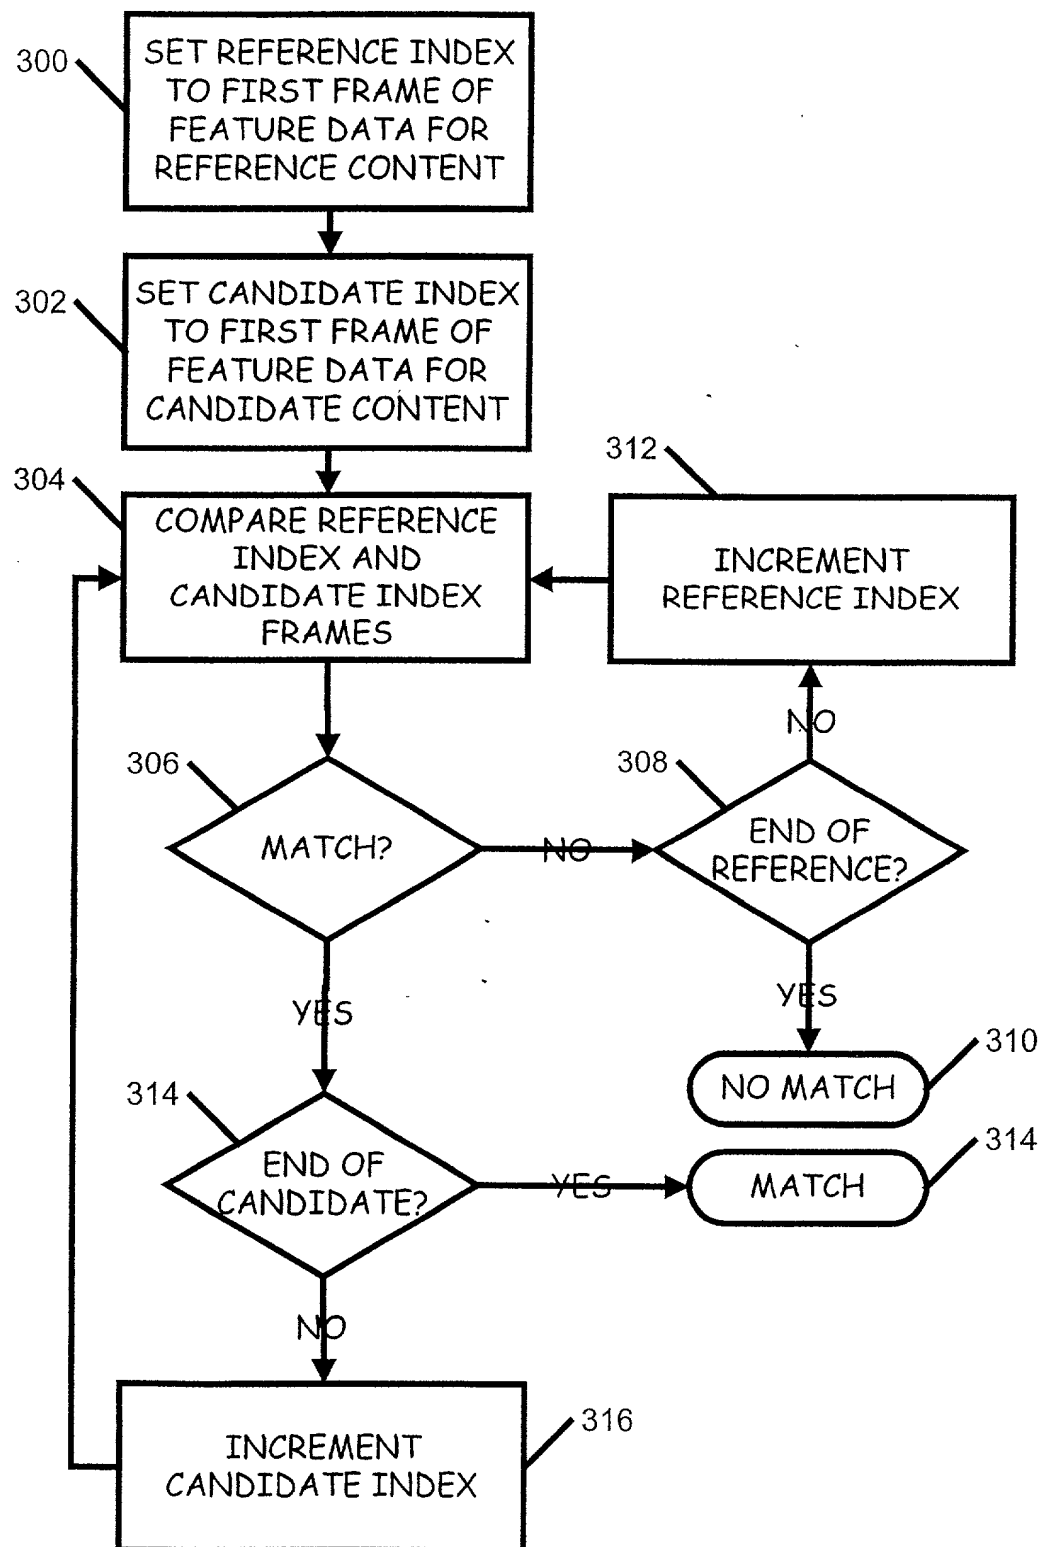 300
SET REFERENCE INDEX
TO FIRST FRAME OF
FEATURE DATA FOR
REFERENCE CONTENT
302
SET CANDIDATE INDEX
TO FIRST FRAME OF
FEATURE DATA FOR
CANDIDATE CONTENT
304
COMPARE REFERENCE
INDEX AND
CANDIDATE INDEX
FRAMES
312
INCREMENT
REFERENCE INDEX
NO
306
MATCH?
NO
308
END OF
REFERENCE?
YES
YES
310
NO MATCH
314
END OF
CANDIDATE?
YES
314
MATCH
NO
316
INCREMENT
CANDIDATE INDEX